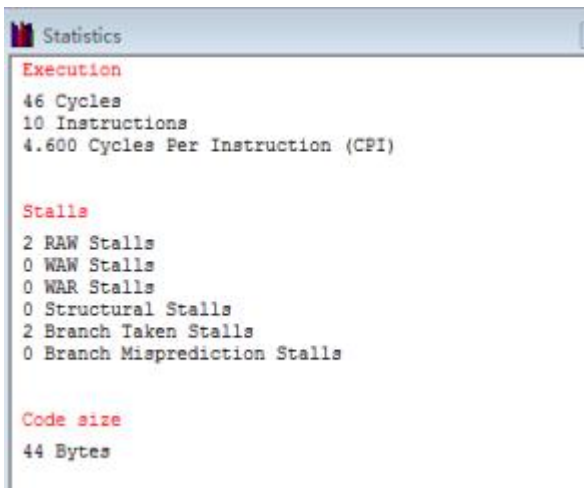 Statistics
Execution
46 Cycles
10 Instructions
4.600 Cycles Per Instruction (CPI)
Stalls
2 RAW Stalls
0 WAW Stalls
0 WAR Stalls
0 Structural Stalls
2 Branch Taken Stalls
0 Branch Misprediction Stalls
Code size
44 Bytes